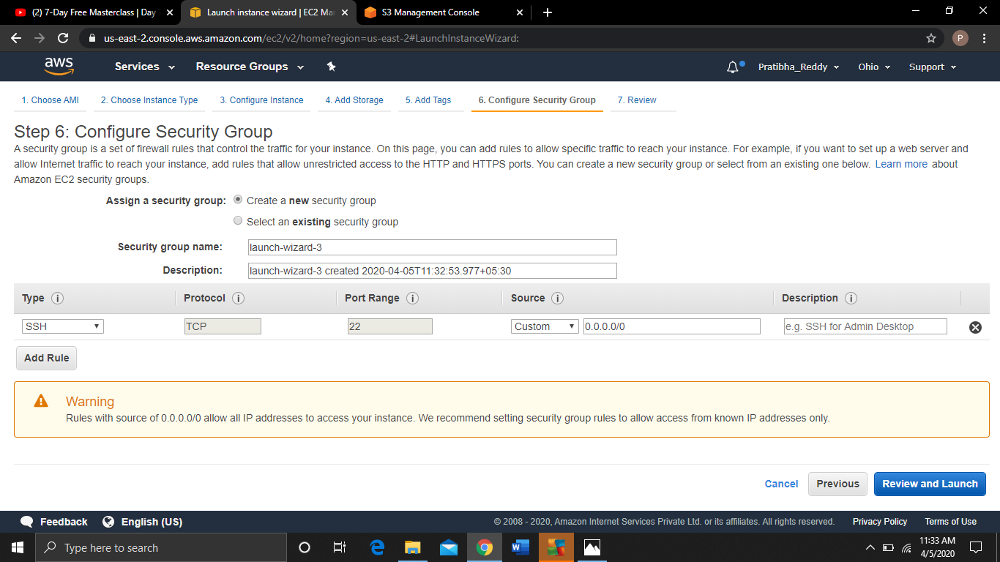 (2) 7-Day Free Masterclass | Day
Launch instance wizard | EC2 Ma
S3 Management Console
us-east-2.console.aws.amazon.com/ec2/v2/home?region=us-east-2#LaunchInstanceWizard:
P
aws
Services
Resource Groups
Pratibha_Reddy
Ohio
Support
1. Choose AMI
2. Choose Instance Type
3. Configure Instance
4. Add Storage
5. Add Tags
6. Configure Security Group
7. Review
Step 6: Configure Security Group
A security group is a set of firewall rules that control the traffic for your instance. On this page, you can add rules to allow specific traffic to reach your instance. For example, if you want to set up a web server and
allow Internet traffic to reach your instance, add rules that allow unrestricted access to the HTTP and HTTPS ports. You can create a new security group or select from an existing one below. Learn more about
Amazon EC2 security groups.
Assign a security group: Create a new security group
Select an existing security group
Security group name: launch-wizard-3
Description: launch-wizard-3 created 2020-04-05T11:32:53.977+05:30
Type Protocol Port Range Source Description
SSH TCP 22 Custom 0.0.0.0/0 e.g. SSH for Admin Desktop
Add Rule
Warning
Rules with source of 0.0.0.0/0 allow all IP addresses to access your instance. We recommend setting security group rules to allow access from known IP addresses only.
Cancel Previous Review and Launch
Feedback English (US) © 2008 - 2020, Amazon Internet Services Private Ltd. or its affiliates. All rights reserved. Privacy Policy Terms of Use
Type here to search
11:33 AM
4/5/2020